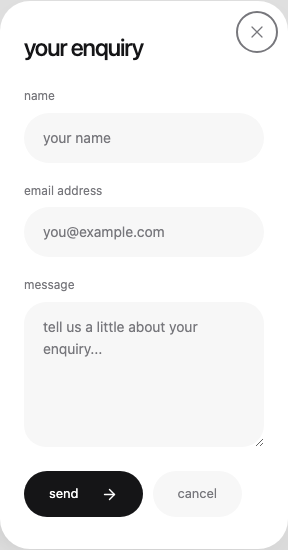 your enquiry
name
your name
email address
you@example.com
message
tell us a little about your
enquiry...
send
cancel